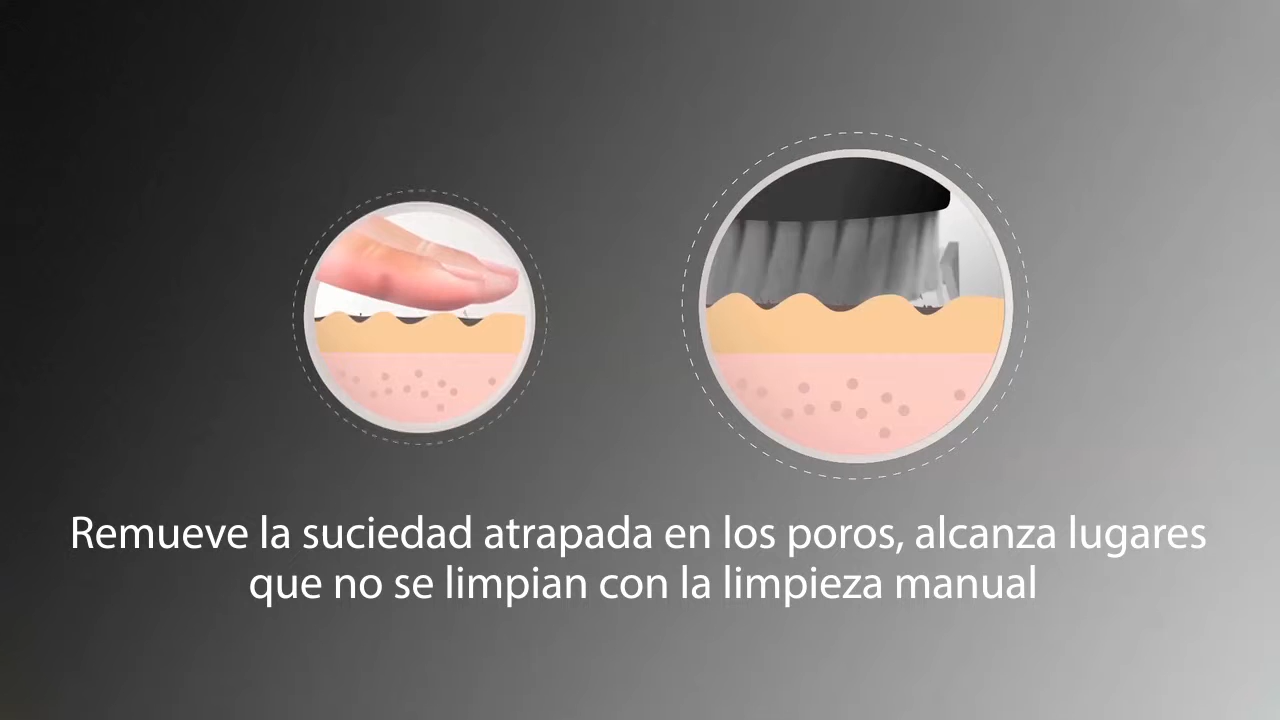 Remueve la suciedad atrapada en los poros, alcanza lugares
que no se limpian con la limpieza manual